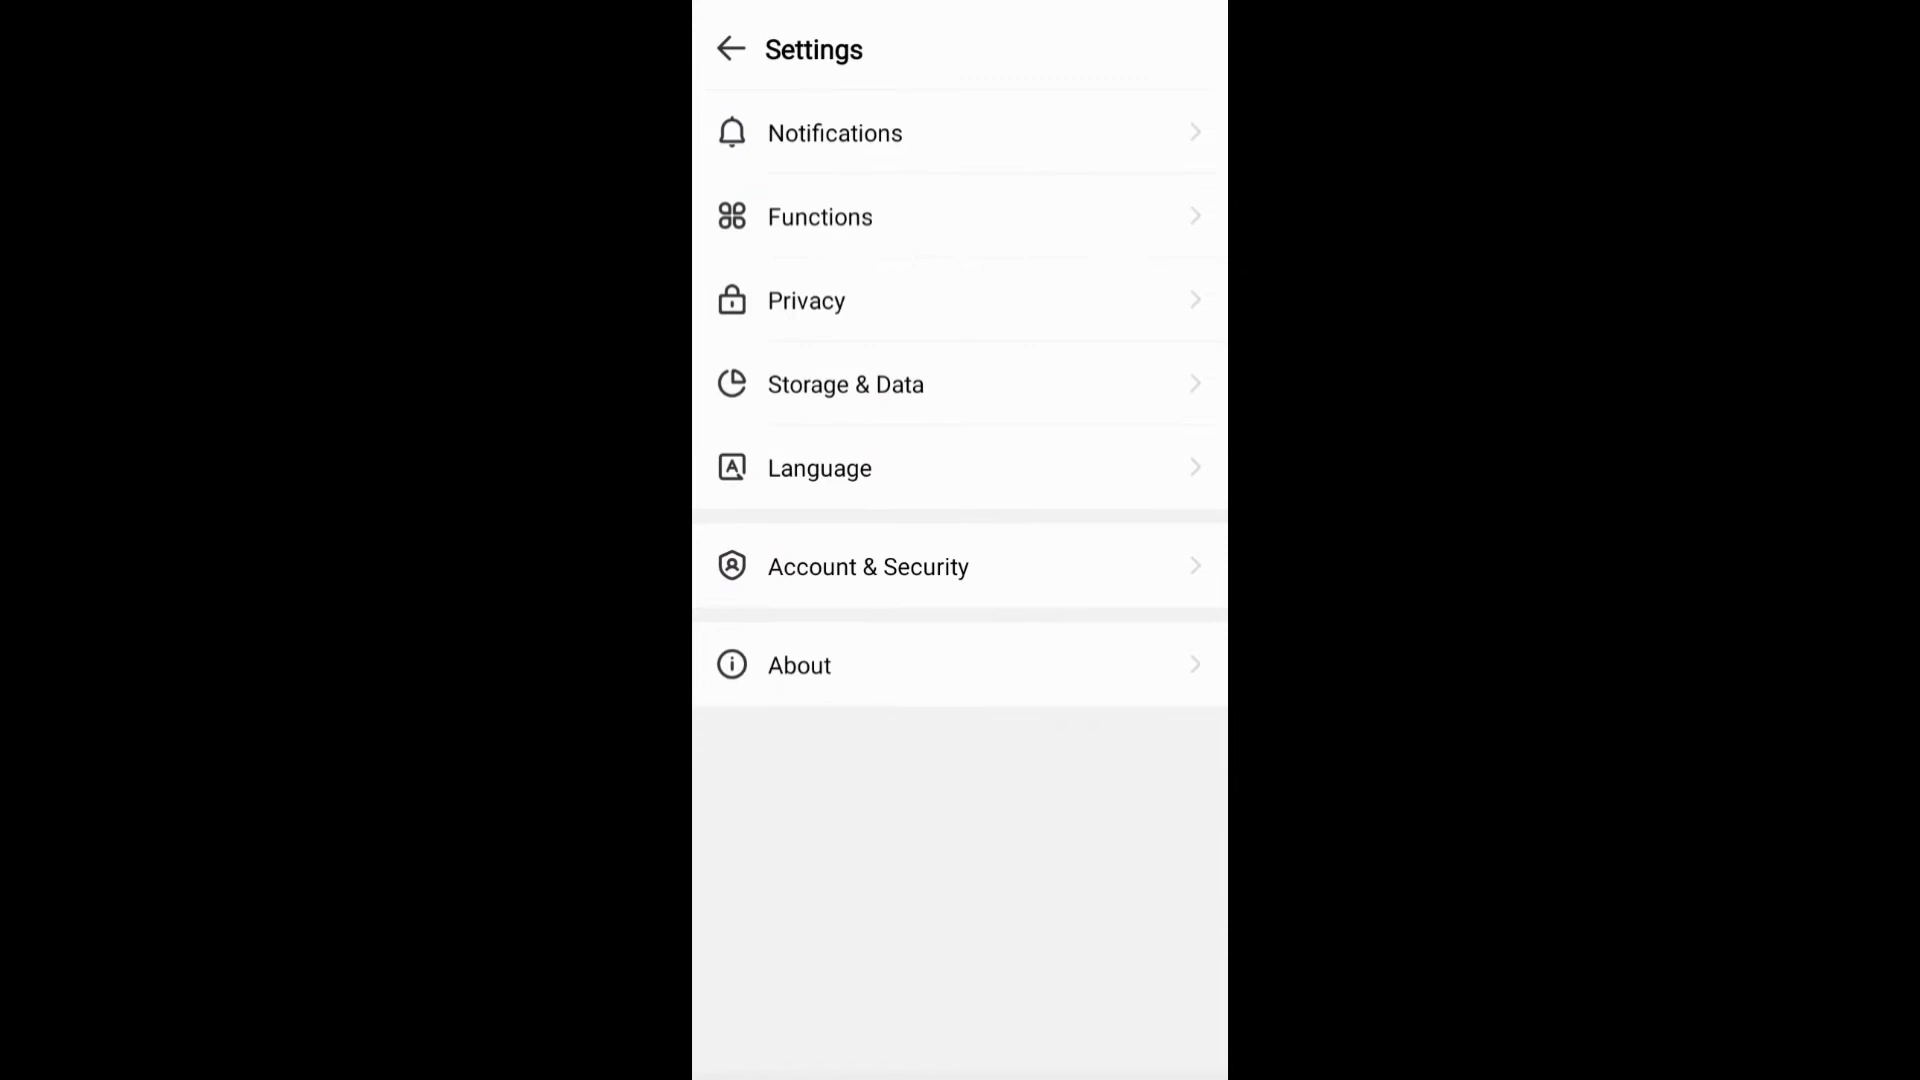 Settings
Notifications
Functions
Privacy
Storage & Data
Language
Account & Security
About